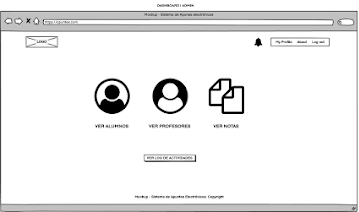 DASHBOARD / ADMIN
Mockup - Sistema de Apuntes Electrónicos
https://apuntes.com
LOGO
My Profile About Log out
VER ALUMNOS VER PROFESORES VER NOTAS
VER LOG DE ACTIVIDADES
Mockup - Sistema de Apuntes Electrónicos Copyright